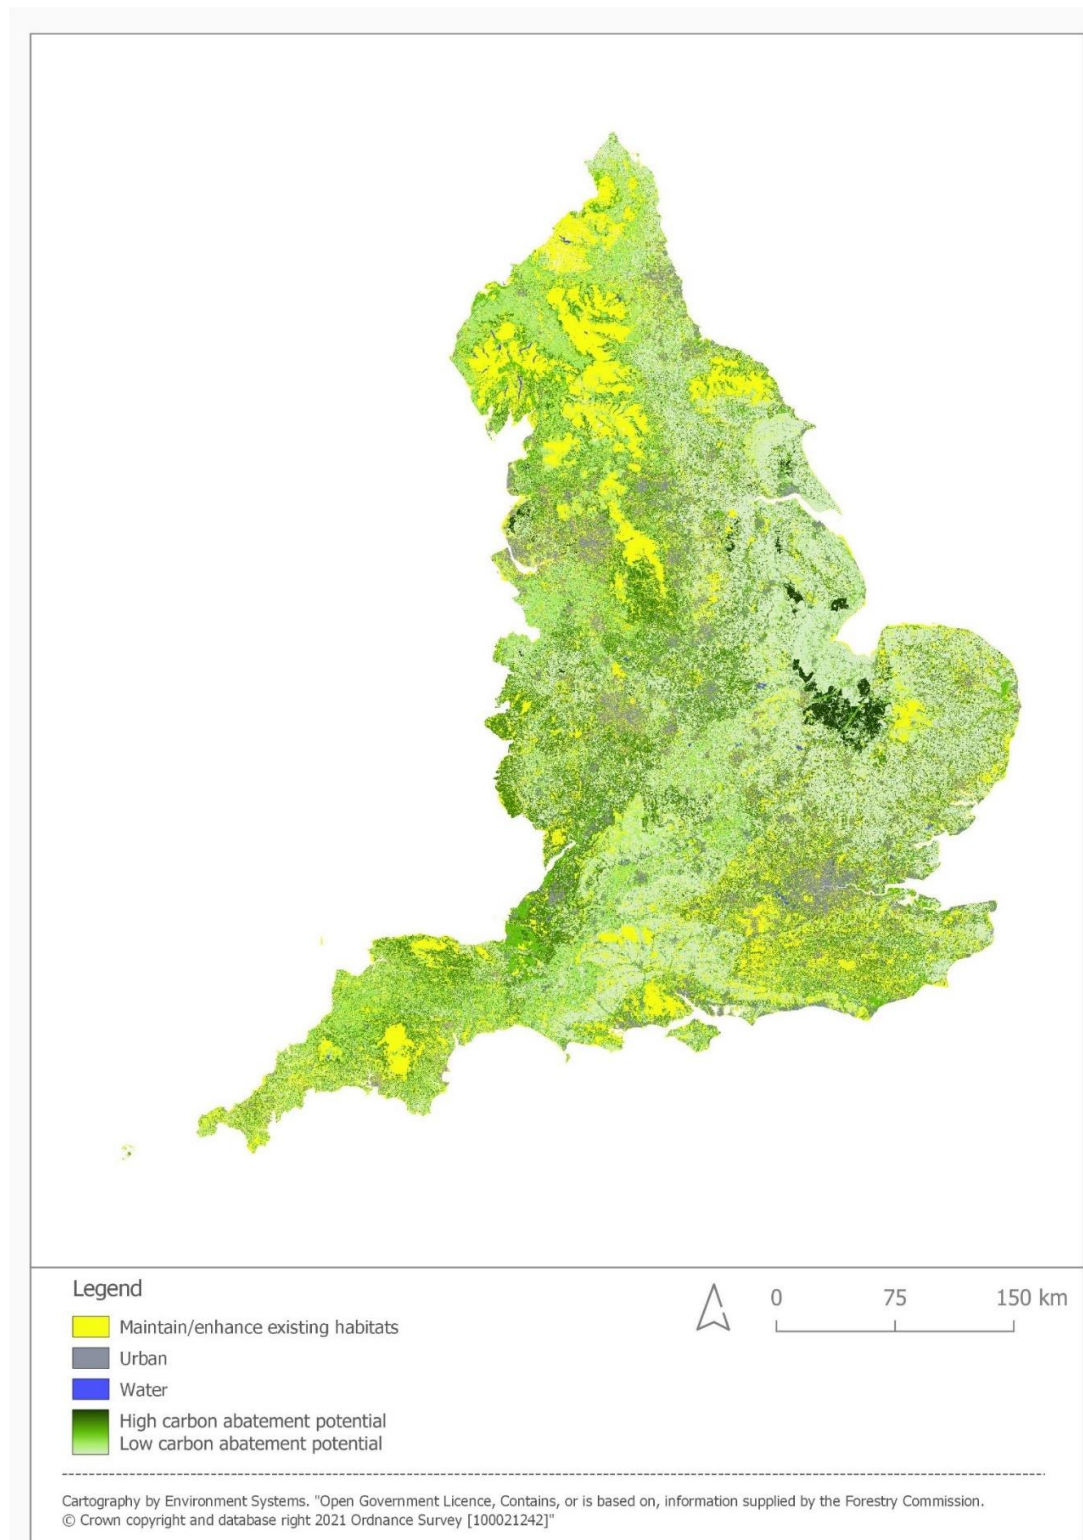 Legend
Maintain/enhance existing habitats
Urban
Water
High carbon abatement potential
Low carbon abatement potential
0 75 150 km
Cartography by Environment Systems. "Open Government Licence, Contains, or is based on, information supplied by the Forestry Commission.
© Crown copyright and database right 2021 Ordnance Survey [100021242]"